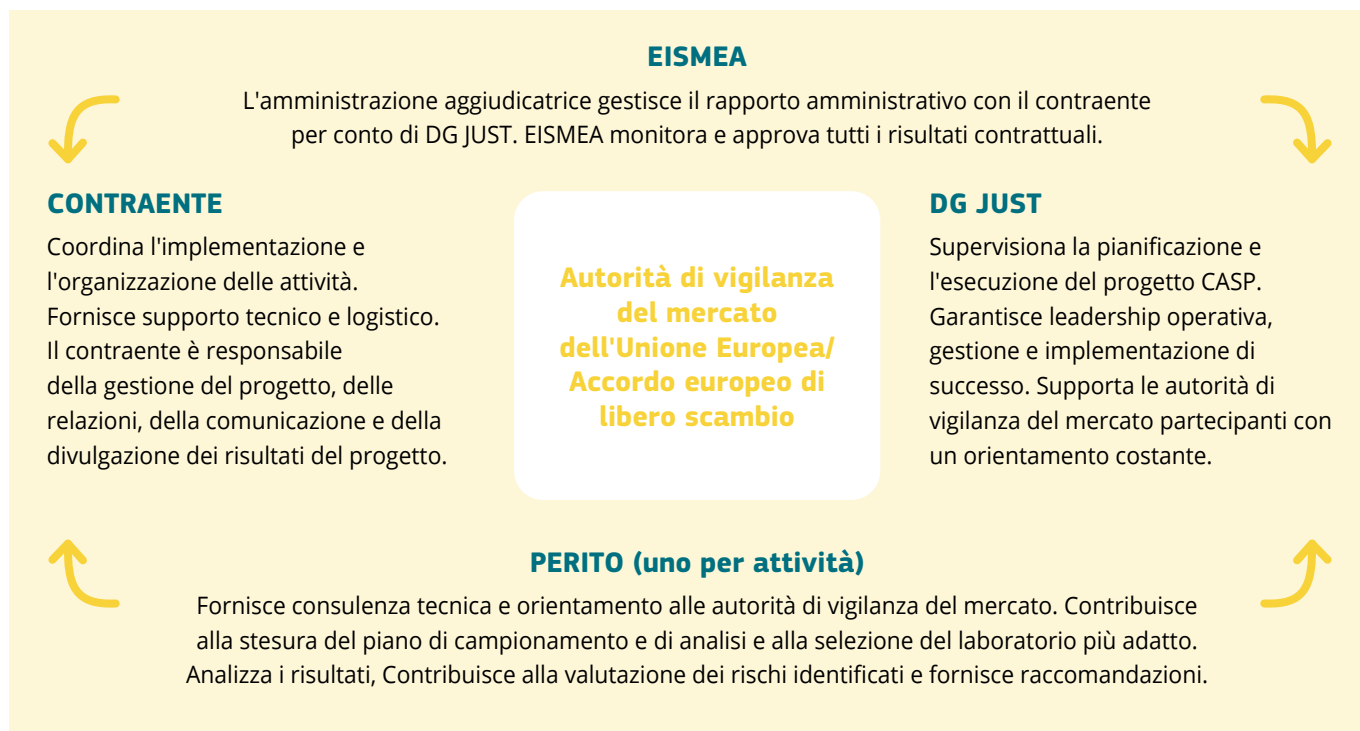 EISMEA
L'amministrazione aggiudicatrice gestisce il rapporto amministrativo con il contraente
per conto di DG JUST. EISMEA monitora e approva tutti i risultati contrattuali.
CONTRAENTE
Coordina l'implementazione e
l'organizzazione delle attività.
Fornisce supporto tecnico e logistico.
Il contraente è responsabile
della gestione del progetto, delle
relazioni, della comunicazione e della
divulgazione dei risultati del progetto.
Autorità di vigilanza
del mercato
dell'Unione Europea/
Accordo europeo di
libero scambio
DG JUST
Supervisiona la pianificazione e
l'esecuzione del progetto CASP.
Garantisce leadership operativa,
gestione e implementazione di
successo. Supporta le autorità di
vigilanza del mercato partecipanti con
un orientamento costante.
PERITO (uno per attività)
Fornisce consulenza tecnica e orientamento alle autorità di vigilanza del mercato. Contribuisce
alla stesura del piano di campionamento e di analisi e alla selezione del laboratorio più adatto.
Analizza i risultati, Contribuisce alla valutazione dei rischi identificati e fornisce raccomandazioni.